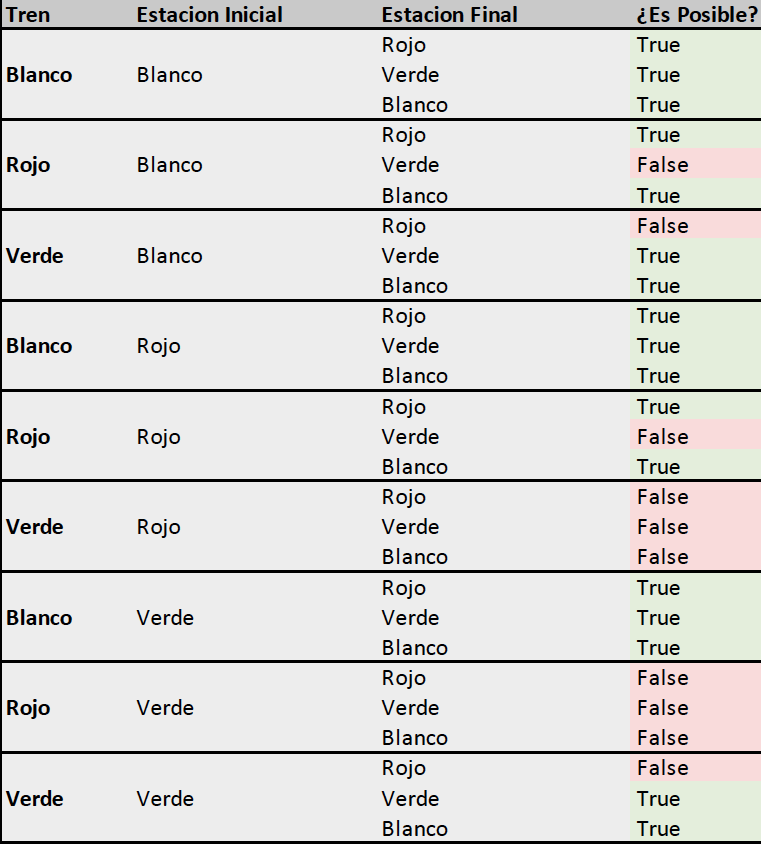 Tren Estacion Inicial Estacion Final ¿Es Posible?
Rojo True
Blanco Blanco Verde True
Blanco True
Rojo True
Rojo Blanco Verde False
Blanco True
Rojo False
Verde Blanco Verde True
Blanco True
Rojo True
Blanco Rojo Verde True
Blanco True
Rojo True
Rojo Rojo Verde False
Blanco True
Rojo False
Verde Rojo Verde False
Blanco False
Rojo True
Blanco Verde Verde True
Blanco True
Rojo False
Rojo Verde Verde False
Blanco False
Rojo False
Verde Verde Verde True
Blanco True